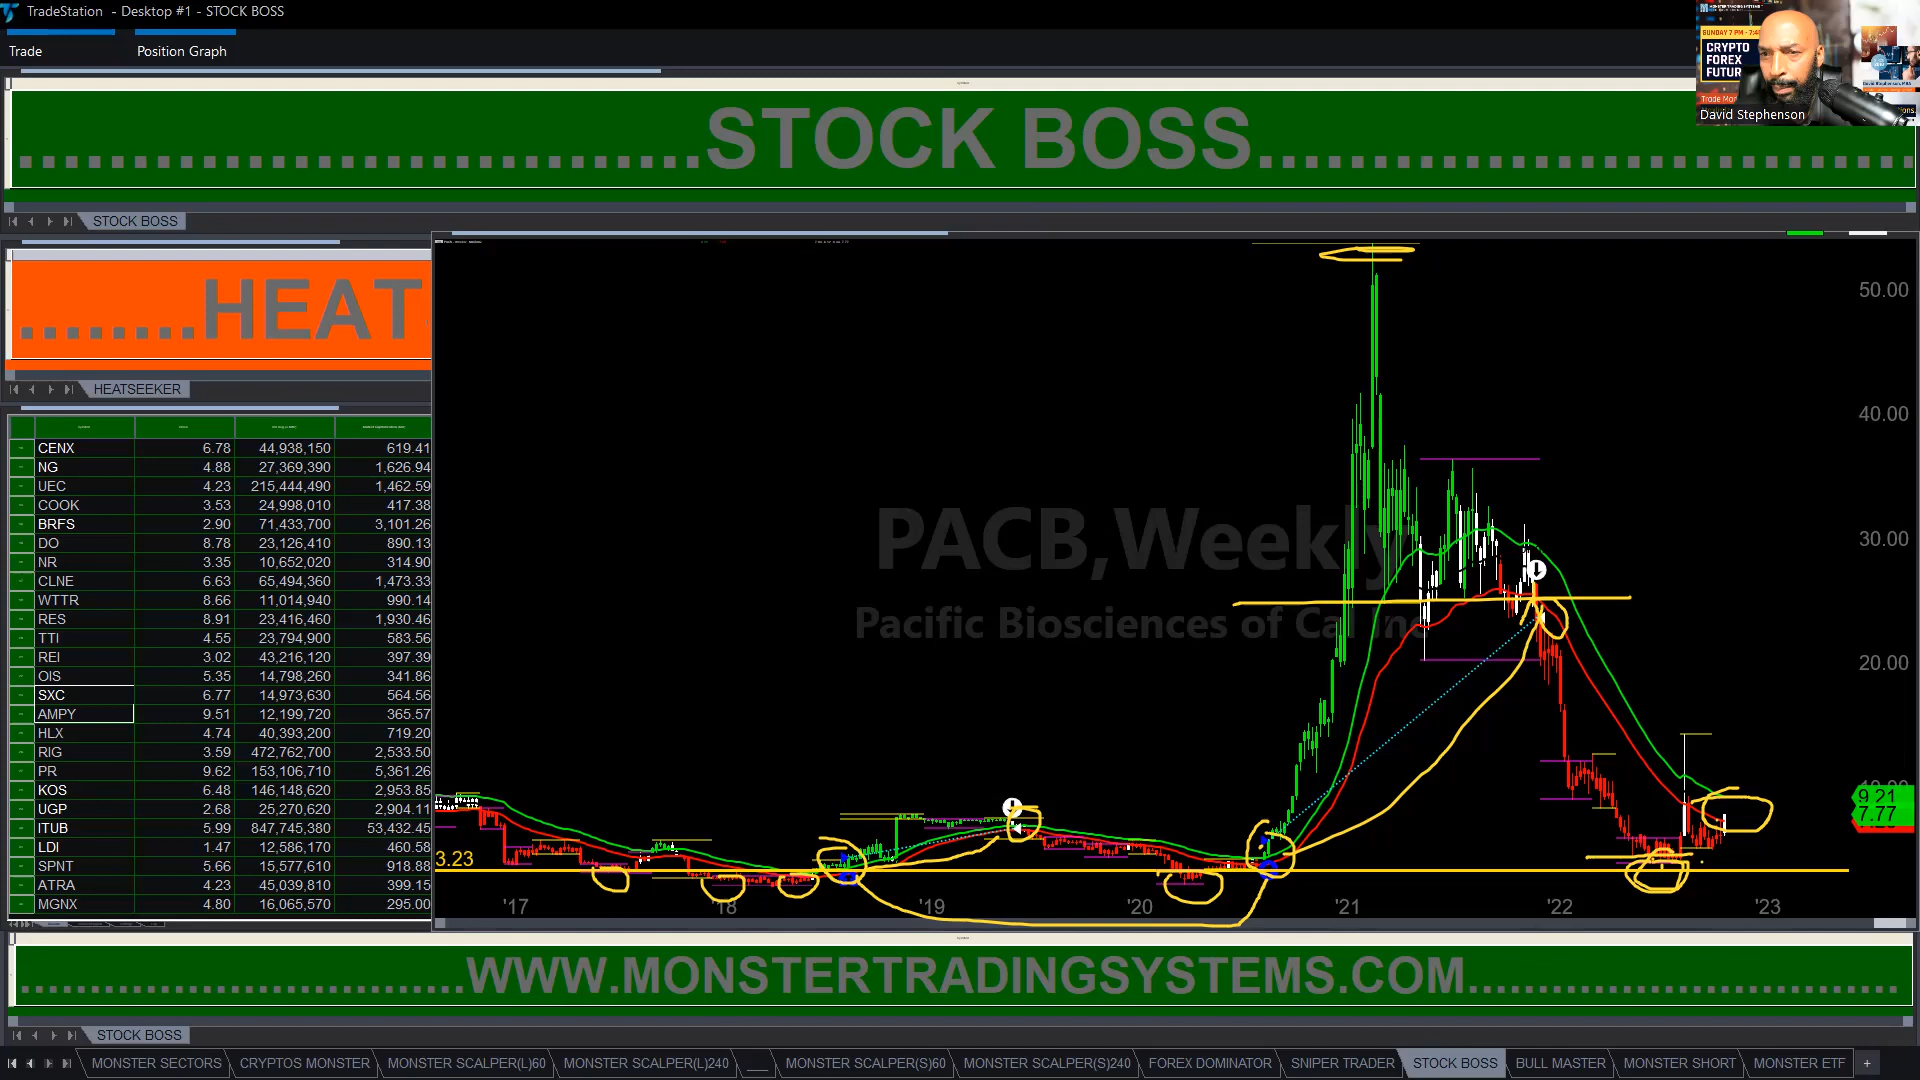 TradeStation - Desktop #1 - STOCK BOSS
Trade
Position Graph
SUNDAY 7 PM - 7:4
CRYPTO
FOREX
FUTUR
Trade Mor
David Stephenson
...STOCK BOSS...
STOCK BOSS
........HEAT
HEATSEEKER
CENX 6.78 44,938,150 619.41
NG 4.88 27,369,390 1,626.94
UEC 4.23 215,444,490 1,462.59
COOK 3.53 24,998,010 417.38
BRFS 2.90 71,433,700 3,101.26
DO 8.78 23,126,410 890.13
NR 3.35 10,652,020 314.90
CLNE 6.63 65,494,360 1,473.33
WTTR 8.66 11,014,940 990.14
RES 8.91 23,416,460 1,930.46
TTI 4.55 23,794,900 583.56
REI 3.02 43,216,120 397.39
OIS 5.35 14,798,260 341.86
SXC 6.77 14,973,630 564.56
AMPY 9.51 12,199,720 365.57
HLX 4.74 40,393,200 719.20
RIG 3.59 472,762,700 2,533.50
PR 9.62 153,106,710 5,361.26
KOS 6.48 146,148,620 2,953.85
UGP 2.68 25,270,620 2,904.11
ITUB 5.99 847,745,380 53,432.45
LDI 1.47 12,586,170 460.58
SPNT 5.66 15,577,610 918.88
ATRA 4.23 45,039,810 399.15
MGNX 4.80 16,065,570 295.00
PACB,Weekly
Pacific Biosciences of Cal
50.00
40.00
30.00
20.00
9.21
7.77
3.23
'17 '18 '19 '20 '21 '22 '23
...WWW.MONSTERTRADINGSYSTEMS.COM...
STOCK BOSS
MONSTER SECTORS CRYPTOS MONSTER MONSTER SCALPER(L)60 MONSTER SCALPER(L)240 ___ MONSTER SCALPER(S)60 MONSTER SCALPER(S)240 FOREX DOMINATOR SNIPER TRADER STOCK BOSS BULL MASTER MONSTER SHORT MONSTER ETF +